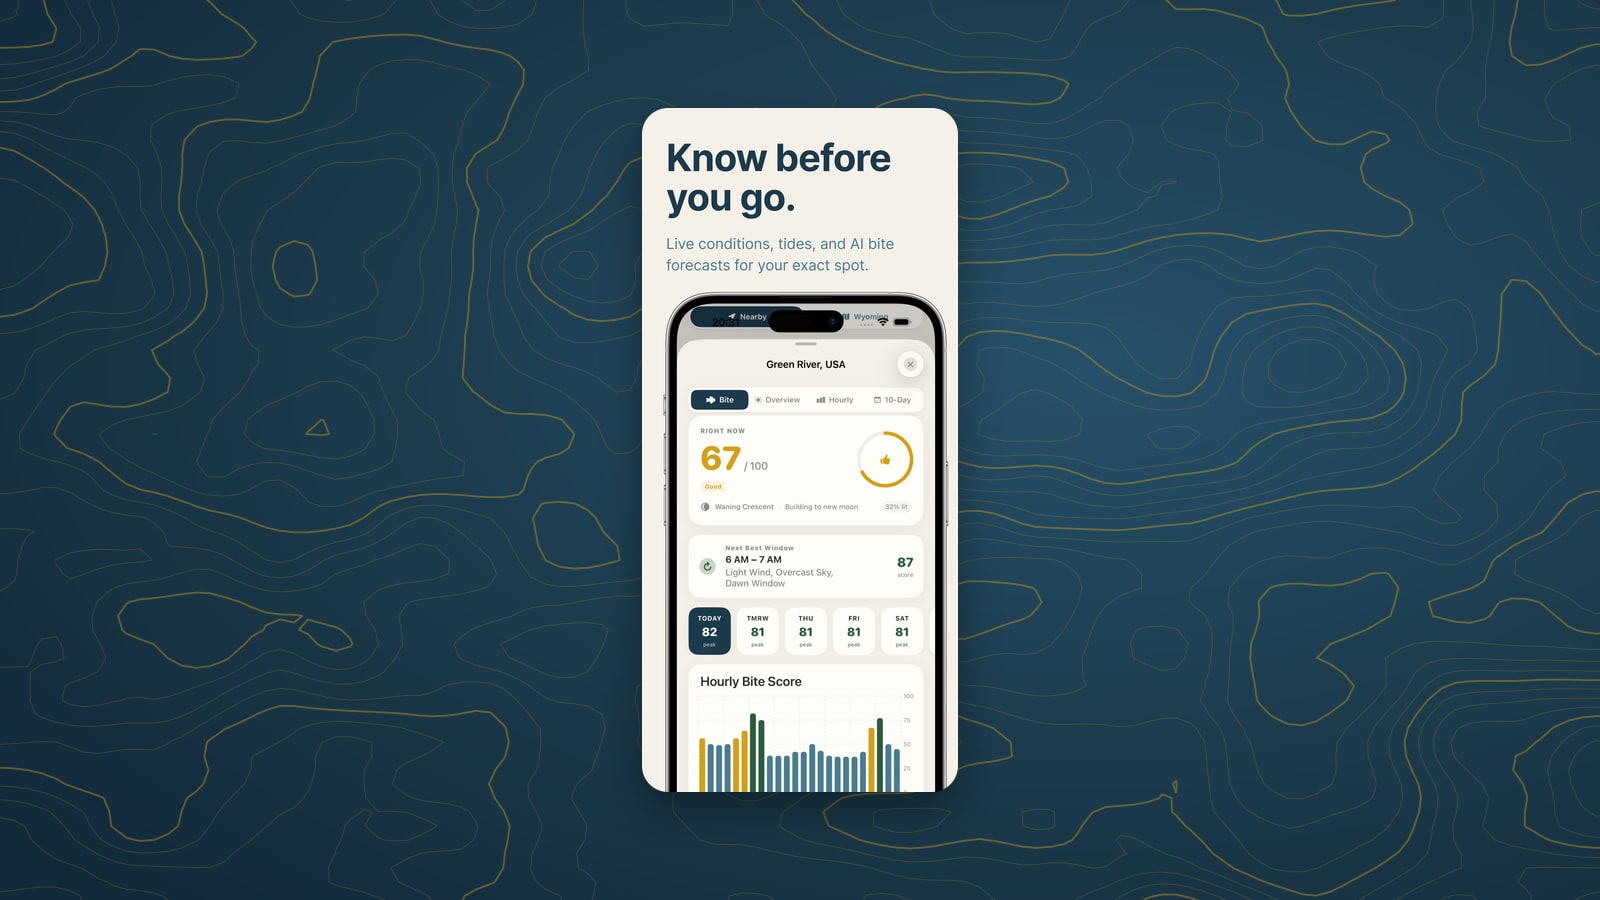 Know before
you go.
Live conditions, tides, and AI bite
forecasts for your exact spot.
Nearby
Wyoming
20:31
Green River, USA
Bite
Overview
Hourly
10-Day
RIGHT NOW
67 / 100
Good
Waning Crescent · Building to new moon
32% lit
Next Best Window
6 AM – 7 AM
Light Wind, Overcast Sky,
Dawn Window
87
score
TODAY
82
peak
TMRW
81
peak
THU
81
peak
FRI
81
peak
SAT
81
peak
Hourly Bite Score
100
75
50
25